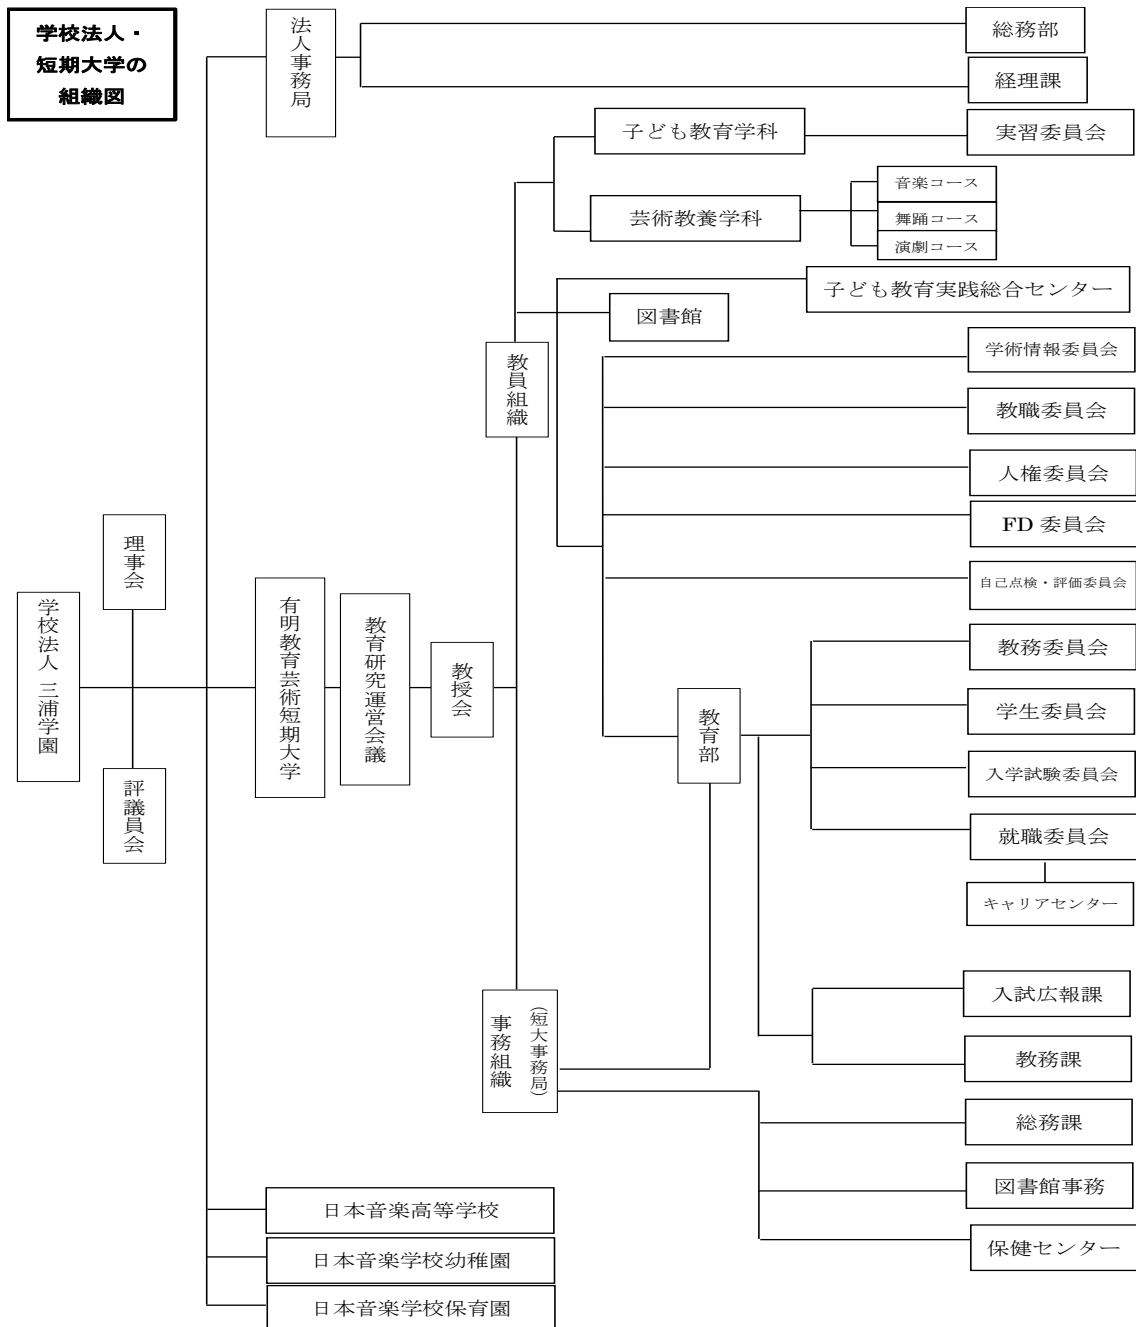 学校法人・
短期大学の
組織図
法人事務局
総務部
経理課
子ども教育学科
実習委員会
芸術教養学科
音楽コース
舞踊コース
演劇コース
子ども教育実践総合センター
図書館
教員組織
学術情報委員会
教職委員会
人権委員会
FD 委員会
自己点検・評価委員会
理事会
学校法人 三浦学園
評議員会
有明教育芸術短期大学
教育研究運営会議
教授会
教育部
教務委員会
学生委員会
入学試験委員会
就職委員会
キャリアセンター
事務組織
（短大事務局）
入試広報課
教務課
総務課
図書館事務
保健センター
日本音楽高等学校
日本音楽学校幼稚園
日本音楽学校保育園